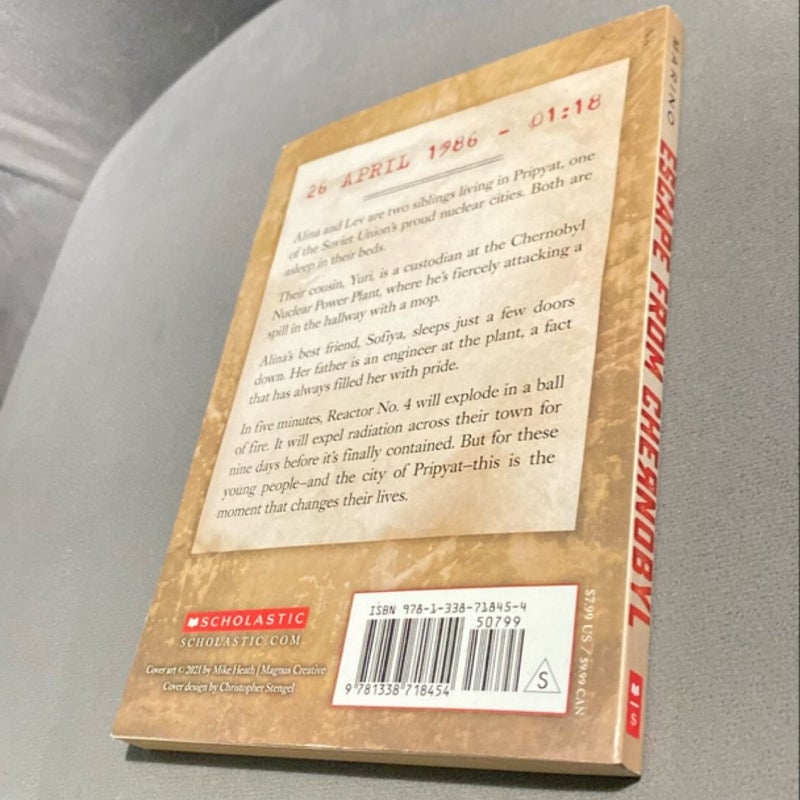 26 APRIL 1986 – 01:18
Alina and Lev are two siblings living in Pripyat, one
of the Soviet Union's proud nuclear cities. Both are
asleep in their beds.
Their cousin, Yuri, is a custodian at the Chernobyl
Nuclear Power Plant, where he's fiercely attacking a
spill in the hallway with a mop.
Alina's best friend, Sofiya, sleeps just a few doors
down. Her father is an engineer at the plant, a fact
that has always filled her with pride.
In five minutes, Reactor No. 4 will explode in a ball
of fire. It will expel radiation across their town for
nine days before it's finally contained. But for these
young people–and the city of Pripyat–this is the
moment that changes their lives.
SCHOLASTIC
SCHOLASTIC.COM
Cover art © 2021 by Mike Heath | Magnus Creative
Cover design by Christopher Stengel
ISBN 978-1-338-71845-4
50799
9 781338 718454
S
$7.99 US / $9.99 CAN
MARINO
ESCAPE FROM CHERNOBYL